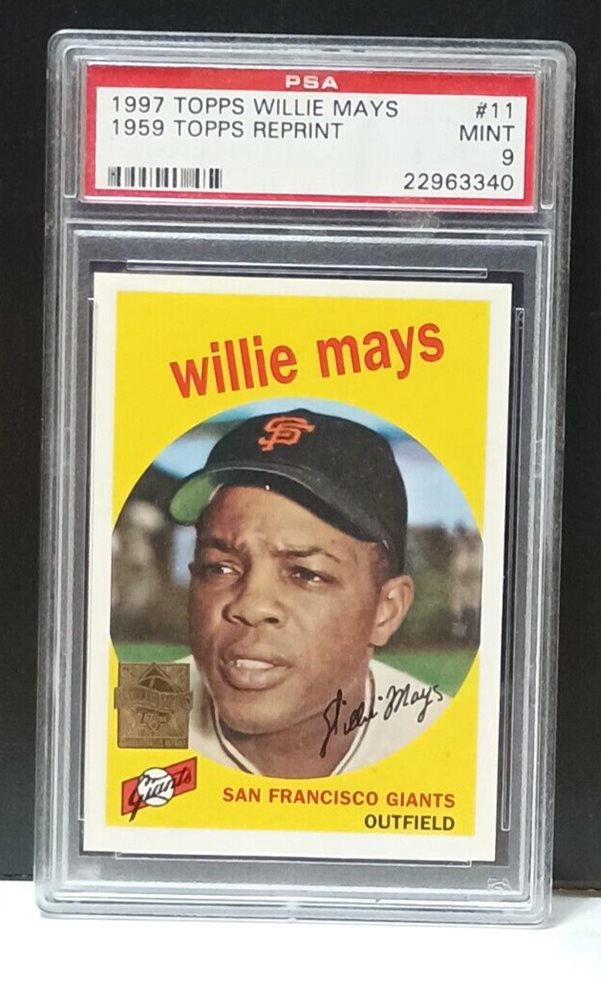 PSA
1997 TOPPS WILLIE MAYS #11
1959 TOPPS REPRINT MINT
9
22963340
willie mays
SF
Willie Mays
Giants
SAN FRANCISCO GIANTS
OUTFIELD